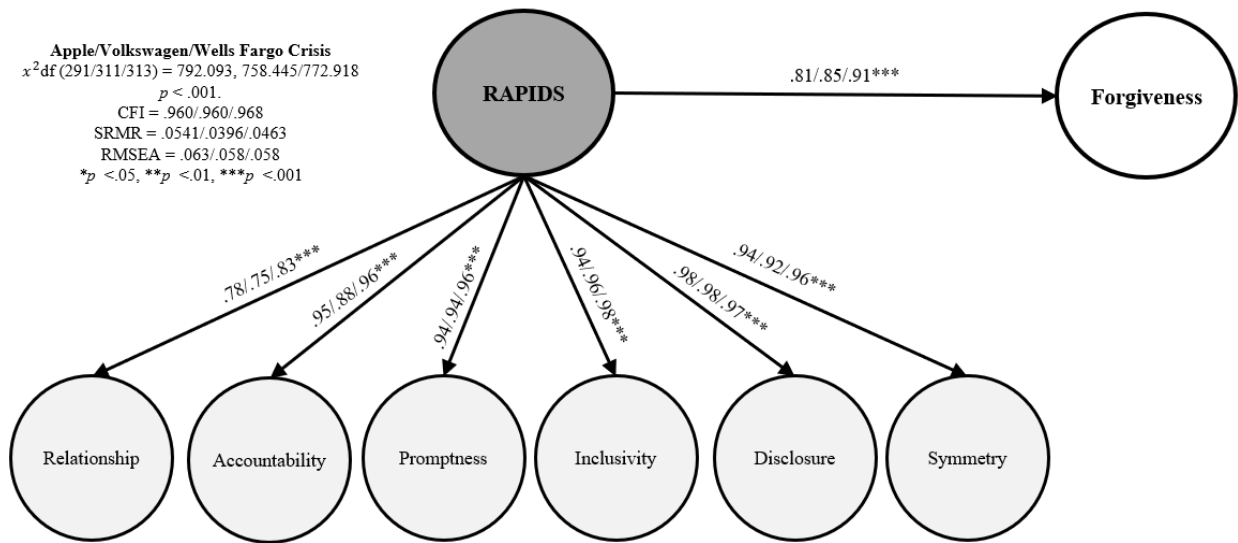 Apple/Volkswagen/Wells Fargo Crisis
x²df (291/311/313) = 792.093, 758.445/772.918
p < .001.
CFI = .960/.960/.968
SRMR = .0541/.0396/.0463
RMSEA = .063/.058/.058
*p <.05, **p <.01, ***p <.001
RAPIDS
.81/.85/.91***
Forgiveness
.78/.75/.83***
.95/.88/.96***
.94/.94/.96***
.94/.96/.98***
.98/.98/.97***
.94/.92/.96***
Relationship
Accountability
Promptness
Inclusivity
Disclosure
Symmetry